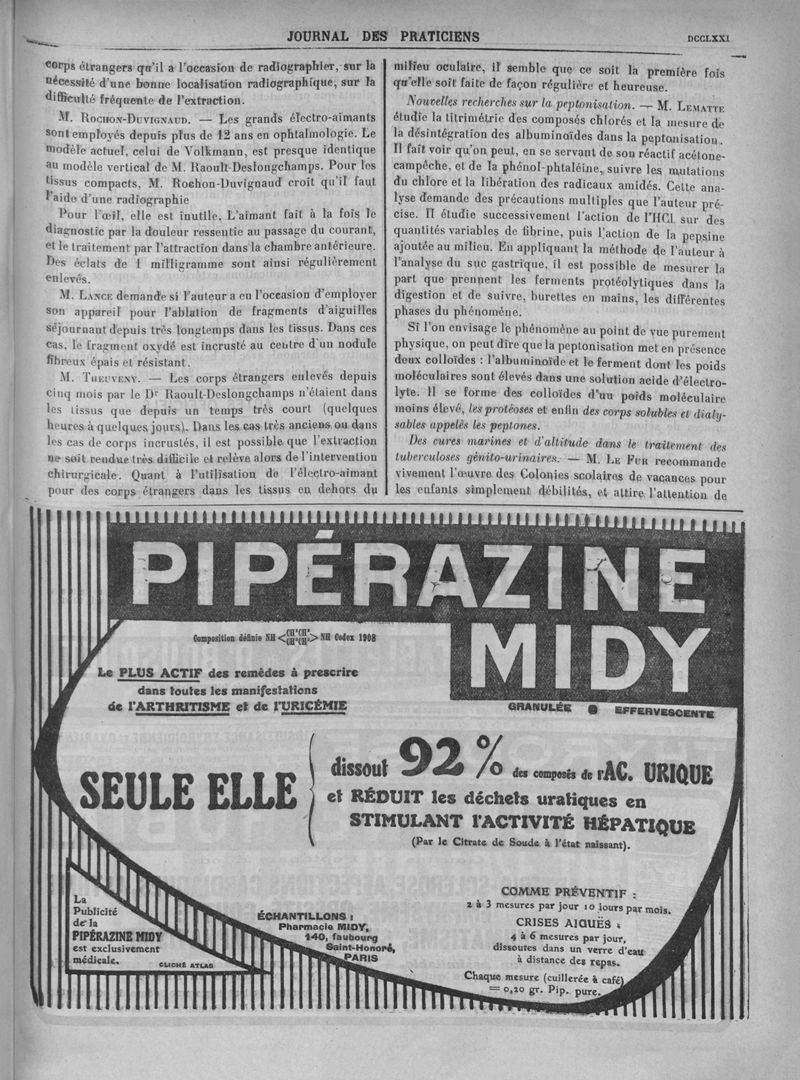 JOURNAL DES PRATICIENS
DCCLXXI
corps étrangers qu'il a l'occasion de radiographier, sur la
nécessité d'une bonne localisation radiographique, sur la
difficulté fréquente de l'extraction.
M. ROCHON-DUVIGNAUD. — Les grands électro-aimants
sont employés depuis plus de 12 ans en ophtalmologie. Le
modèle actuel, celui de Volkmann, est presque identique
au modèle vertical de M. Raoult-Deslongchamps. Pour les
tissus compacts, M. Rochon-Duvignaud croit qu'il faut
l'aide d'une radiographie
Pour l'œil, elle est inutile. L'aimant fait à la fois le
diagnostic par la douleur ressentie au passage du courant,
et le traitement par l'attraction dans la chambre antérieure.
Des éclats de 1 milligramme sont ainsi régulièrement
enlevés.
M. LANCE demande si l'auteur a eu l'occasion d'employer
son appareil pour l'ablation de fragments d'aiguilles
séjournant depuis très longtemps dans les tissus. Dans ces
cas, le fragment oxydé est incrusté au centre d'un nodule
fibreux épais et résistant.
M. THEUVENY. — Les corps étrangers enlevés depuis
cinq mois par le Dr Raoult-Deslongchamps n'étaient dans
les tissus que depuis un temps très court (quelques
heures à quelques jours). Dans les cas très anciens ou dans
les cas de corps incrustés, il est possible que l'extraction
ne soit rendue très difficile et relève alors de l'intervention
chirurgicale. Quant à l'utilisation de l'électro-aimant
pour des corps étrangers dans les tissus en dehors du
milieu oculaire, il semble que ce soit la première fois
qu'elle soit faite de façon régulière et heureuse.
Nouvelles recherches sur la peptonisation. — M. LEMATTE
étudie la titrimétrie des composés chlorés et la mesure de
la désintégration des albuminoïdes dans la peptonisation.
Il fait voir qu'on peut, en se servant de son réactif acétone-
campêche, et de la phénol-phtaléine, suivre les mutations
du chlore et la libération des radicaux amidés. Cette ana-
lyse demande des précautions multiples que l'auteur pré-
cise. Il étudie successivement l'action de l'HCL sur des
quantités variables de fibrine, puis l'action de la pepsine
ajoutée au milieu. En appliquant la méthode de l'auteur à
l'analyse du suc gastrique, il est possible de mesurer la
part que prennent les ferments protéolytiques dans la
digestion et de suivre, burettes en mains, les différentes
phases du phénomène.
Si l'on envisage le phénomène au point de vue purement
physique, on peut dire que la peptonisation met en présence
deux colloïdes : l'albuminoïde et le ferment dont les poids
moléculaires sont élevés dans une solution acide d'électro-
lyte. Il se forme des colloïdes d'un poids moléculaire
moins élevé, les protéoses et enfin des corps solubles et dialy-
sables appelés les peptones.
Des cures marines et d'altitude dans le traitement des
tuberculoses génito-urinaires. — M. LE FUR recommande
vivement l'œuvre des Colonies scolaires de vacances pour
les enfants simplement débilités, et attire l'attention de
PIPÉRAZINE
MIDY
Composition définie NH <CH²CH² CH²CH²> NH Codex 1908
Le PLUS ACTIF des remèdes à prescrire
dans toutes les manifestations
de l'ARTHRITISME et de l'URICÉMIE
GRANULÉE EFFERVESCENTE
SEULE ELLE
dissout 92 % des composés de l'AC. URIQUE
et RÉDUIT les déchets uratiques en
STIMULANT l'ACTIVITÉ HÉPATIQUE
(Par le Citrate de Soude à l'état naissant).
La
Publicité
de la
PIPÉRAZINE MIDY
est exclusivement
médicale.
CLICHÉ ATLAS
ÉCHANTILLONS :
Pharmacie MIDY,
140, faubourg
Saint-Honoré,
PARIS
COMME PRÉVENTIF :
2 à 3 mesures par jour 10 jours par mois.
CRISES AIGUËS :
4 à 6 mesures par jour,
dissoutes dans un verre d'eau
à distance des repas.
Chaque mesure (cuillerée à café)
= 0,20 gr. Pip. pure.